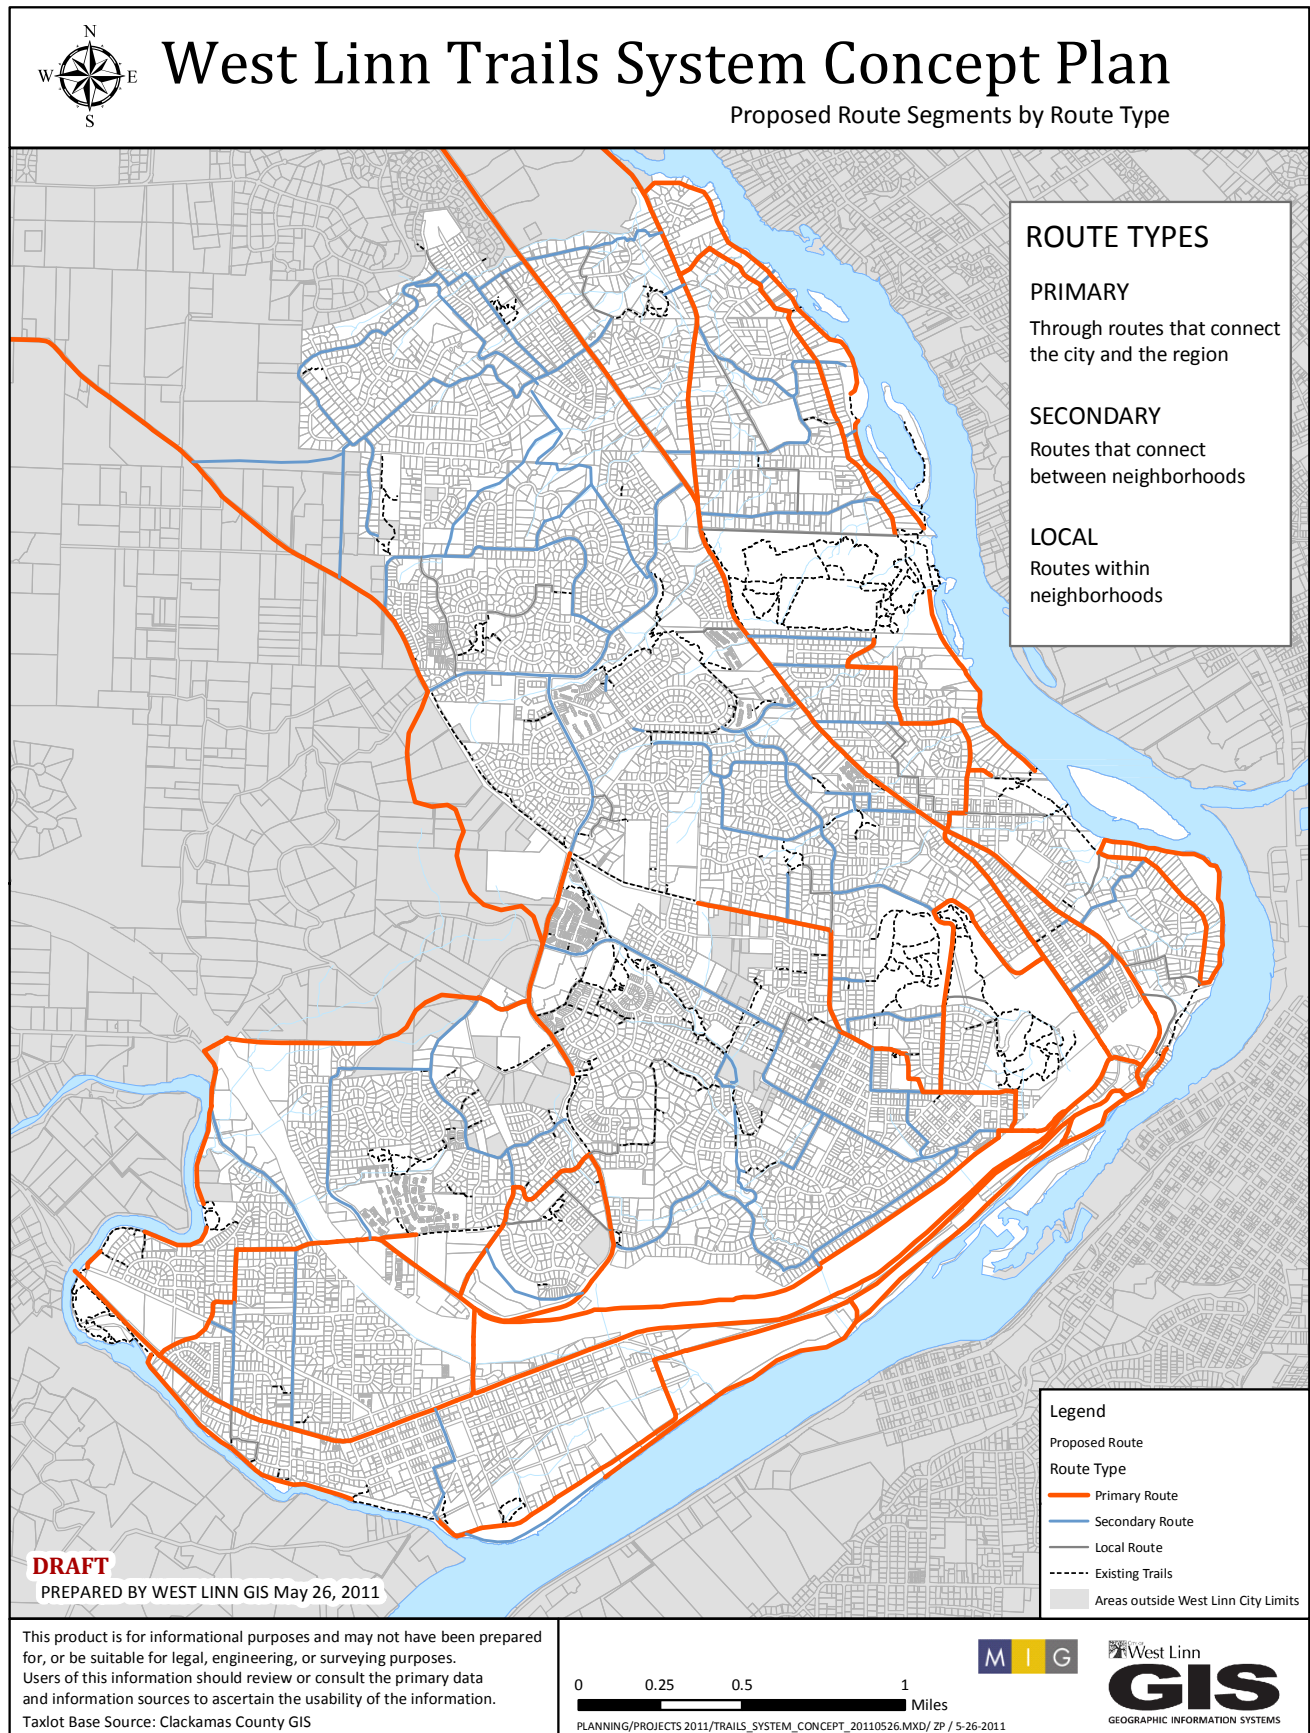 N
W
E
S
West Linn Trails System Concept Plan
Proposed Route Segments by Route Type
ROUTE TYPES
PRIMARY
Through routes that connect
the city and the region
SECONDARY
Routes that connect
between neighborhoods
LOCAL
Routes within
neighborhoods
Legend
Proposed Route
Route Type
Primary Route
Secondary Route
Local Route
Existing Trails
Areas outside West Linn City Limits
DRAFT
PREPARED BY WEST LINN GIS May 26, 2011
This product is for informational purposes and may not have been prepared
for, or be suitable for legal, engineering, or surveying purposes.
Users of this information should review or consult the primary data
and information sources to ascertain the usability of the information.
Taxlot Base Source: Clackamas County GIS
0 0.25 0.5 1
Miles
PLANNING/PROJECTS 2011/TRAILS_SYSTEM_CONCEPT_20110526.MXD/ ZP / 5-26-2011
M I G
City of
West Linn
GIS
GEOGRAPHIC INFORMATION SYSTEMS